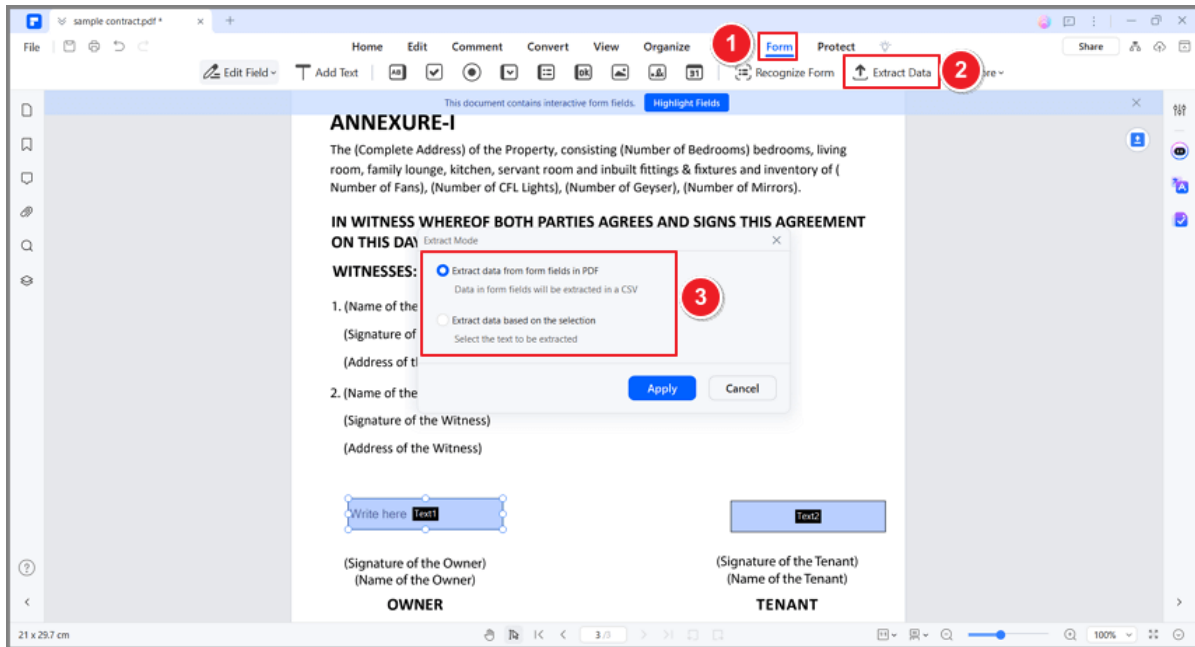 sample contract.pdf *
File
Home Edit Comment Convert View Organize 1 Form Protect
Share
Edit Field Add Text Recognize Form Extract Data 2
This document contains interactive form fields. Highlight Fields
ANNEXURE-I
The (Complete Address) of the Property, consisting (Number of Bedrooms) bedrooms, living
room, family lounge, kitchen, servant room and inbuilt fittings & fixtures and inventory of (
Number of Fans), (Number of CFL Lights), (Number of Geyser), (Number of Mirrors).
IN WITNESS WHEREOF BOTH PARTIES AGREES AND SIGNS THIS AGREEMENT
ON THIS DAY
Extract Mode
WITNESSES:
Extract data from form fields in PDF
Data in form fields will be extracted in a CSV
3
1. (Name of the
Extract data based on the selection
(Signature of
Select the text to be extracted
(Address of
2. (Name of the
Apply Cancel
(Signature of the Witness)
(Address of the Witness)
Write here Text1
Text2
(Signature of the Owner)
(Signature of the Tenant)
(Name of the Owner)
(Name of the Tenant)
OWNER
TENANT
21 x 29.7 cm
3 /3
100%